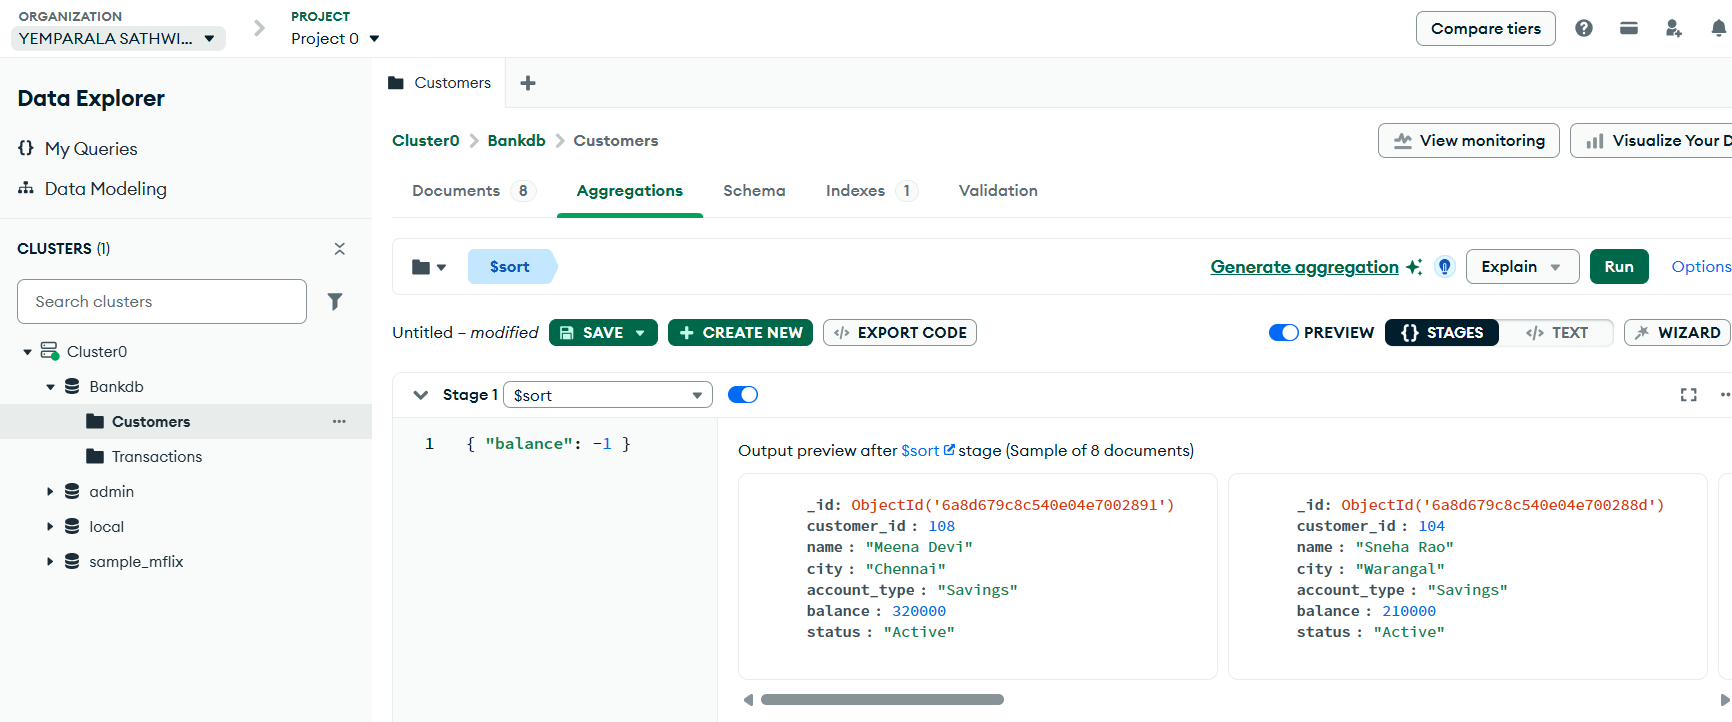 ORGANIZATION
YEMPARALA SATHWI...
PROJECT
Project 0
Compare tiers
Data Explorer
My Queries
Data Modeling
CLUSTERS (1)
Search clusters
Cluster0
Bankdb
Customers
Transactions
admin
local
sample_mflix
Customers
Cluster0 > Bankdb > Customers
View monitoring
Visualize Your D
Documents 8
Aggregations
Schema
Indexes 1
Validation
$sort
Generate aggregation
Explain
Run
Options
Untitled – modified
SAVE
CREATE NEW
EXPORT CODE
PREVIEW
STAGES
TEXT
WIZARD
Stage 1 $sort
1 { "balance": -1 }
Output preview after $sort stage (Sample of 8 documents)
_id: ObjectId('6a8d679c8c540e04e7002891')
customer_id : 108
name : "Meena Devi"
city : "Chennai"
account_type : "Savings"
balance : 320000
status : "Active"
_id: ObjectId('6a8d679c8c540e04e700288d')
customer_id : 104
name : "Sneha Rao"
city : "Warangal"
account_type : "Savings"
balance : 210000
status : "Active"